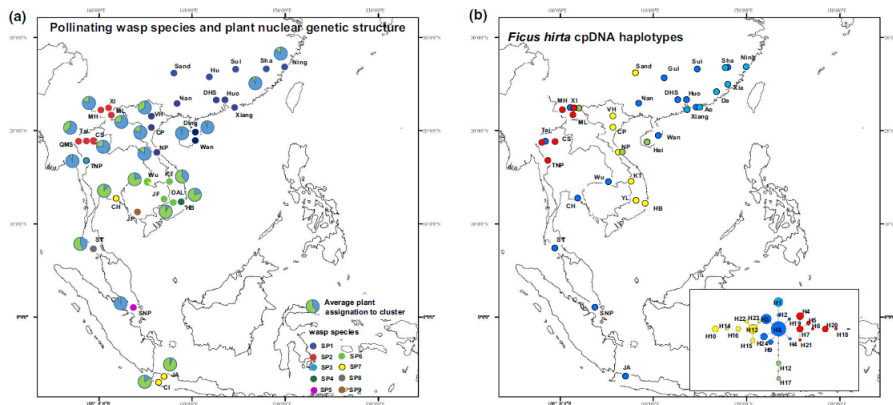 (a)
Pollinating wasp species and plant nuclear genetic structure
Sand
Hu
Sui
Sha
Ning
Nan
DHS
Huo
Xiang
XI
MH
ML
VH
CP
Ding
Wan
Tai
CS
QMS
TNP
NP
Wu
KT
JF
DAL
HB
CH
JP
ST
SNP
JA
CI
Average plant
assignation to cluster
wasp species
SP1
SP2
SP3
SP4
SP5
SP6
SP7
SP8
SP9
(b)
Ficus hirta cpDNA haplotypes
Sand
Gui
Sui
Sha
Ning
Xia
Da
Nan
DHS
Huo
Ao
Xiang
MH
XI
ML
VH
CP
Wan
Hai
Tai
CS
TNP
NP
Wu
KT
YL
HB
CH
ST
SNP
JA
H1
H2
H3
H4
H5
H6
H7
H20
H18
H19
H21
H22
H23
H14
H13
H10
H16
H15
H24
H9
H4
H12
H17